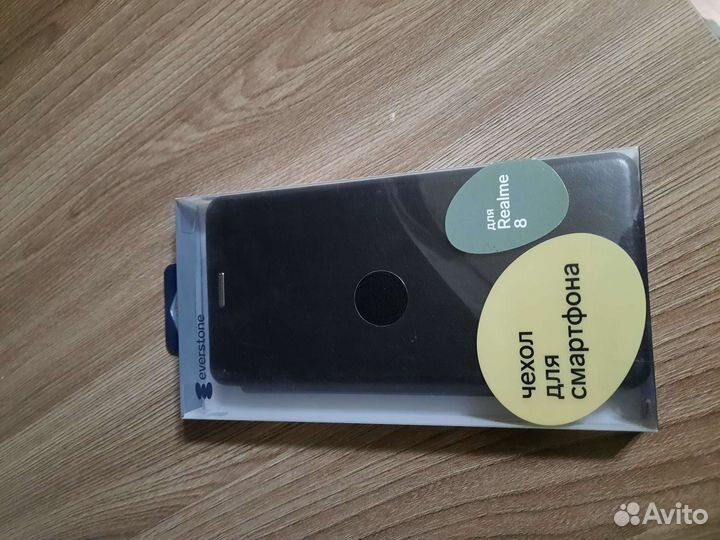 everstone
для
Realme
8
чехол
для
смартфона
Avito